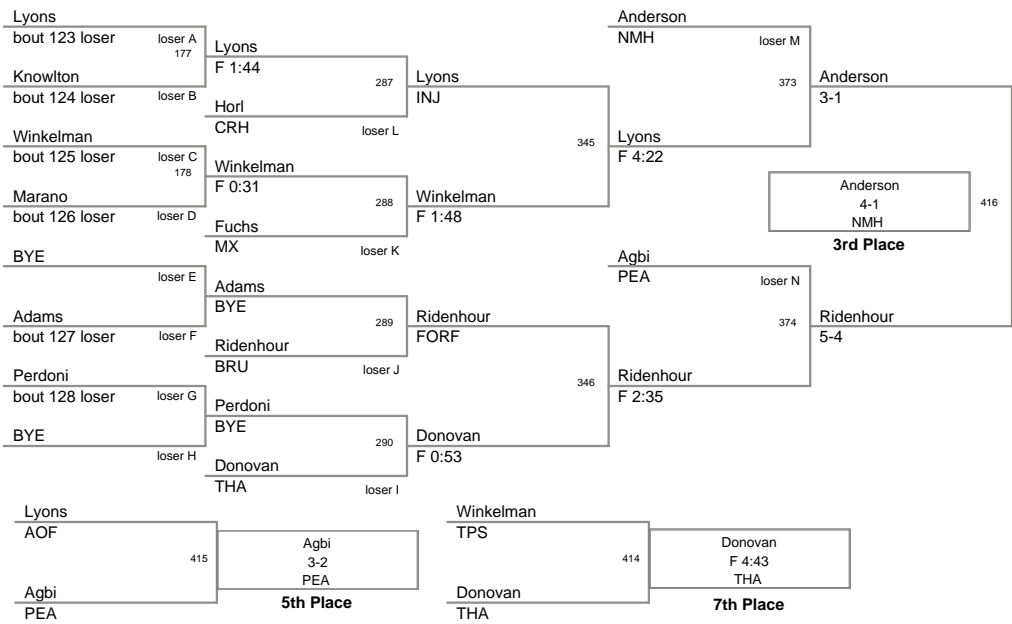 Lyons
bout 123 loser
loser A
177
Knowlton
bout 124 loser
loser B
Winkelman
bout 125 loser
loser C
178
Marano
bout 126 loser
loser D
BYE
loser E
Adams
bout 127 loser
loser F
Perdoni
bout 128 loser
loser G
BYE
loser H
Lyons
F 1:44
287
Horl
CRH
loser L
Winkelman
F 0:31
288
Fuchs
MX
loser K
Adams
BYE
289
Ridenhour
BRU
loser J
Perdoni
BYE
290
Donovan
THA
loser I
Lyons
INJ
345
Winkelman
F 1:48
Ridenhour
FORF
346
Donovan
F 0:53
Anderson
NMH
loser M
373
Lyons
F 4:22
Agbi
PEA
loser N
374
Ridenhour
F 2:35
Anderson
3-1
Anderson
4-1
NMH
416
3rd Place
Ridenhour
5-4
Lyons
AOF
415
Agbi
PEA
Agbi
3-2
PEA
5th Place
Winkelman
TPS
414
Donovan
THA
Donovan
F 4:43
THA
7th Place